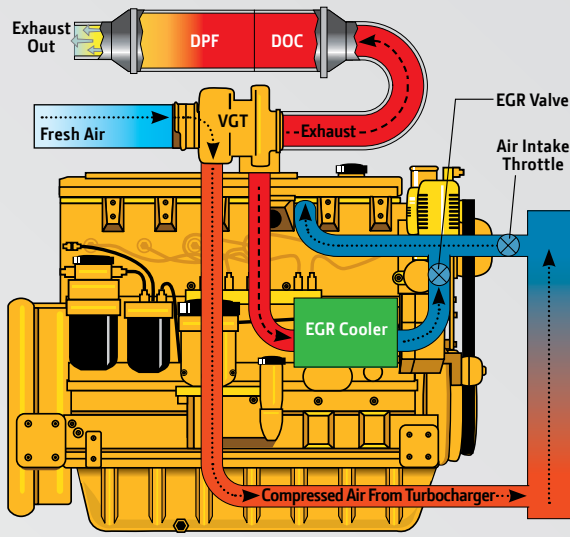 Exhaust
Out
DPF
DOC
VGT
Fresh Air
Exhaust
EGR Valve
Air Intake
Throttle
EGR Cooler
Compressed Air From Turbocharger